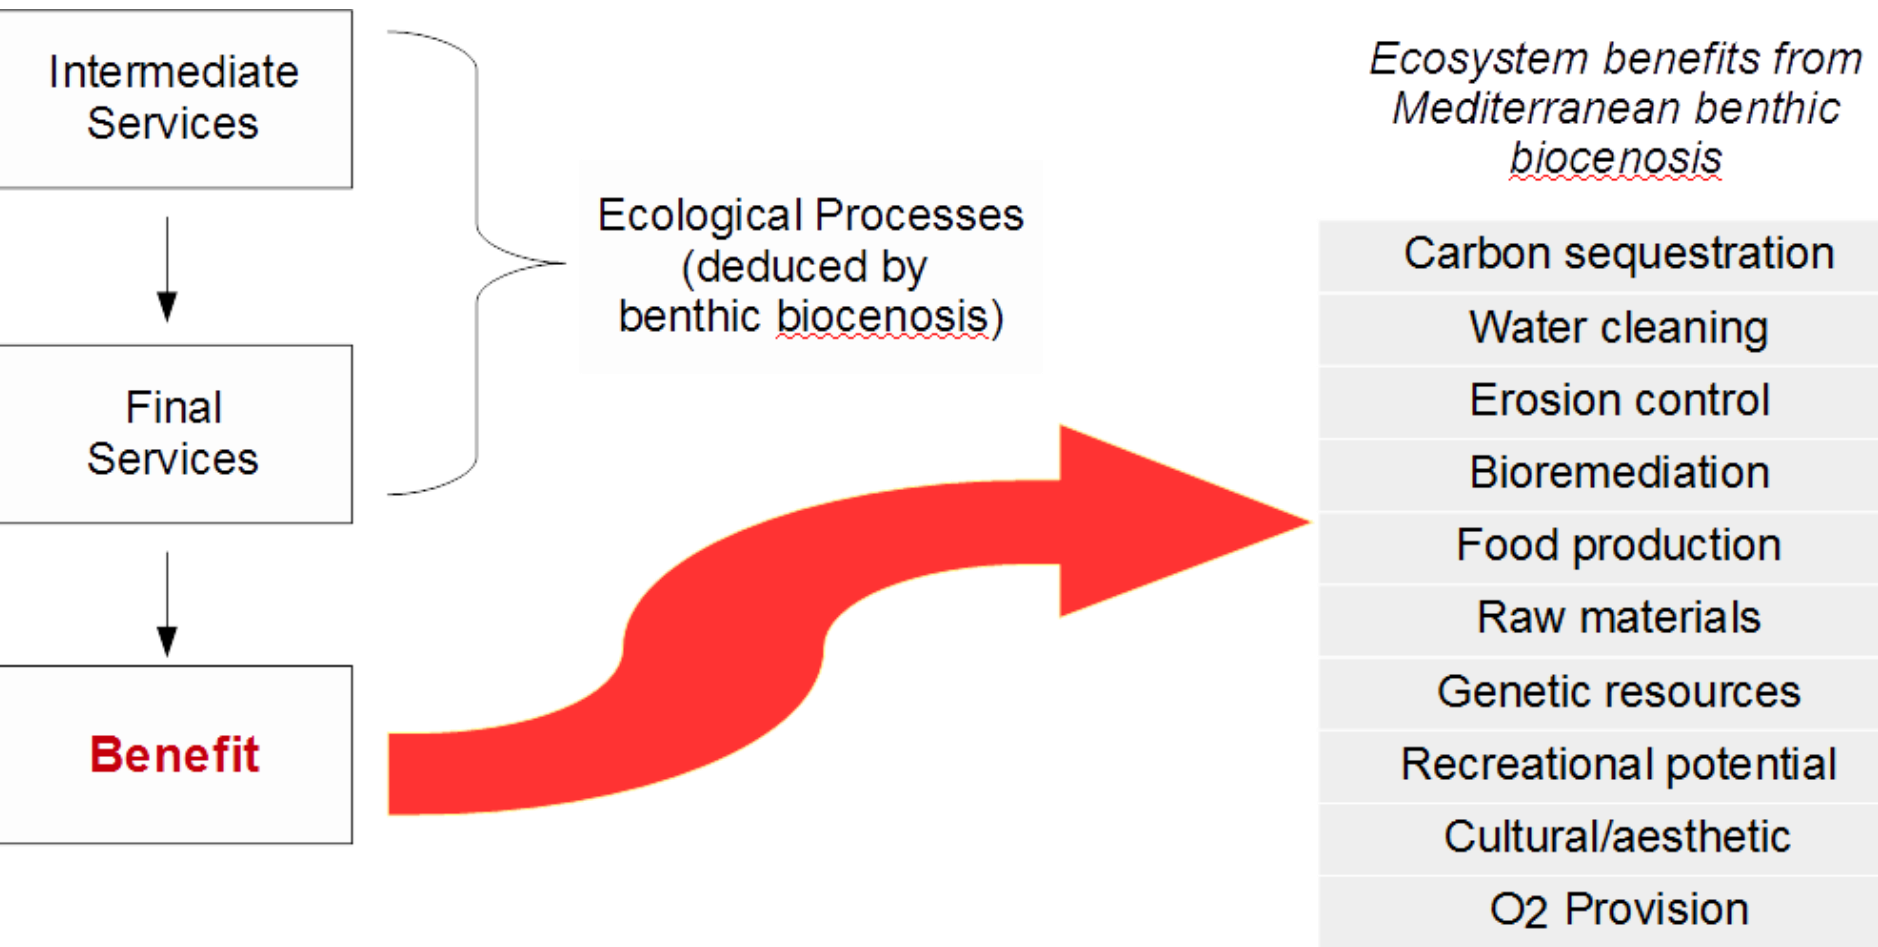 Intermediate
Services
Final
Services
Benefit
Ecological Processes
(deduced by
benthic biocenosis)
Ecosystem benefits from
Mediterranean benthic
biocenosis
Carbon sequestration
Water cleaning
Erosion control
Bioremediation
Food production
Raw materials
Genetic resources
Recreational potential
Cultural/aesthetic
O2 Provision